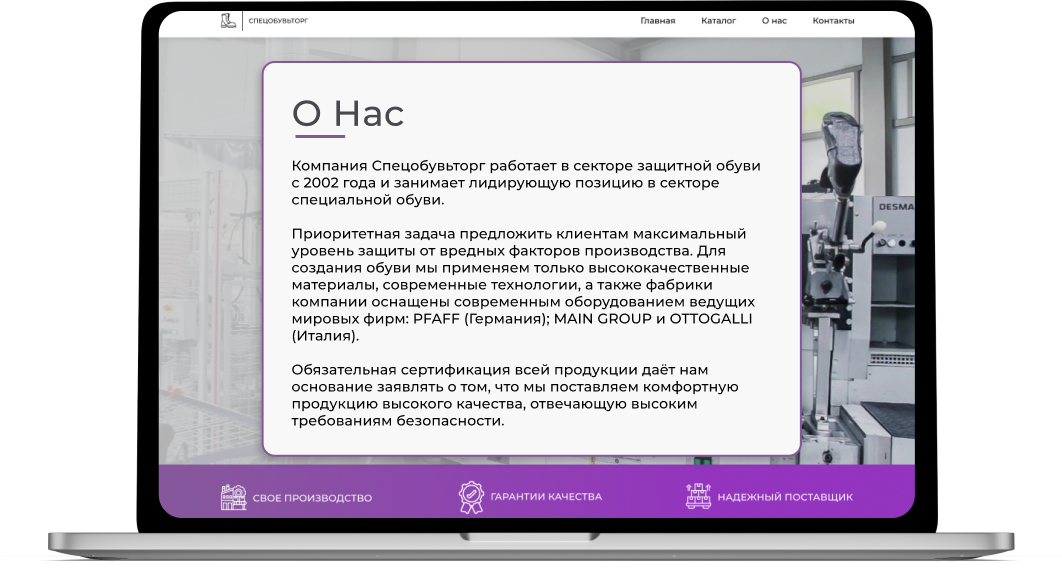 СПЕЦОБУВЬТОРГ
Главная Каталог О нас Контакты
О Нас
Компания Спецобувьторг работает в секторе защитной обуви
с 2002 года и занимает лидирующую позицию в секторе
специальной обуви.
Приоритетная задача предложить клиентам максимальный
уровень защиты от вредных факторов производства. Для
создания обуви мы применяем только высококачественные
материалы, современные технологии, а также фабрики
компании оснащены современным оборудованием ведущих
мировых фирм: PFAFF (Германия); MAIN GROUP и OTTOGALLI
(Италия).
Обязательная сертификация всей продукции даёт нам
основание заявлять о том, что мы поставляем комфортную
продукцию высокого качества, отвечающую высоким
требованиям безопасности.
DESMA
СВОЕ ПРОИЗВОДСТВО
ГАРАНТИИ КАЧЕСТВА
НАДЕЖНЫЙ ПОСТАВЩИК